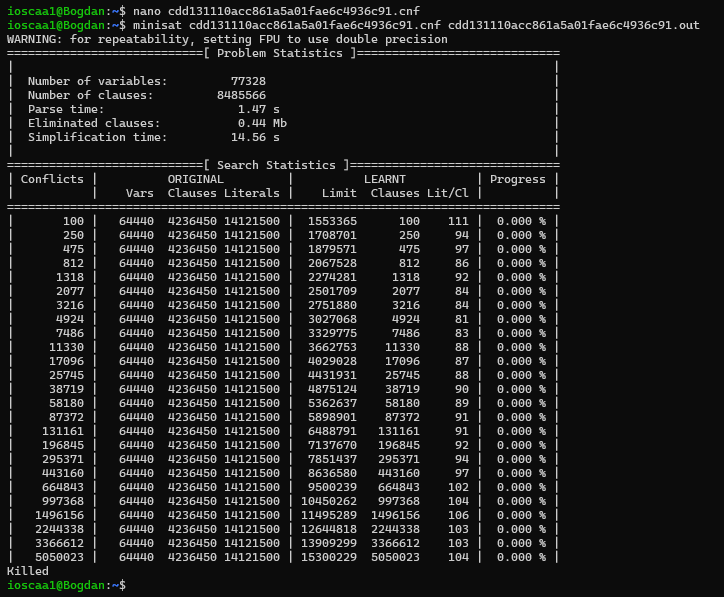 ioscaa1@Bogdan:~$ nano cdd131110acc861a5a01fae6c4936c91.cnf
ioscaa1@Bogdan:~$ minisat cdd131110acc861a5a01fae6c4936c91.cnf cdd131110acc861a5a01fae6c4936c91.out
WARNING: for repeatability, setting FPU to use double precision
============================[ Problem Statistics ]=============================
|                                                                             |
|  Number of variables:         77328                                         |
|  Number of clauses:         8485566                                         |
|  Parse time:                   1.47 s                                       |
|  Eliminated clauses:           0.44 Mb                                      |
|  Simplification time:         14.56 s                                       |
|                                                                             |
============================[ Search Statistics ]==============================
| Conflicts |          ORIGINAL         |          LEARNT          | Progress |
|           |    Vars  Clauses Literals |    Limit  Clauses Lit/Cl |          |
===============================================================================
|       100 |   64440  4236450 14121500 |  1553365      100    111 |  0.000 % |
|       250 |   64440  4236450 14121500 |  1708701      250     94 |  0.000 % |
|       475 |   64440  4236450 14121500 |  1879571      475     97 |  0.000 % |
|       812 |   64440  4236450 14121500 |  2067528      812     86 |  0.000 % |
|      1318 |   64440  4236450 14121500 |  2274281     1318     92 |  0.000 % |
|      2077 |   64440  4236450 14121500 |  2501709     2077     84 |  0.000 % |
|      3216 |   64440  4236450 14121500 |  2751880     3216     84 |  0.000 % |
|      4924 |   64440  4236450 14121500 |  3027068     4924     81 |  0.000 % |
|      7486 |   64440  4236450 14121500 |  3329775     7486     83 |  0.000 % |
|     11330 |   64440  4236450 14121500 |  3662753    11330     88 |  0.000 % |
|     17096 |   64440  4236450 14121500 |  4029028    17096     87 |  0.000 % |
|     25745 |   64440  4236450 14121500 |  4431931    25745     88 |  0.000 % |
|     38719 |   64440  4236450 14121500 |  4875124    38719     90 |  0.000 % |
|     58180 |   64440  4236450 14121500 |  5362637    58180     89 |  0.000 % |
|     87372 |   64440  4236450 14121500 |  5898901    87372     91 |  0.000 % |
|    131161 |   64440  4236450 14121500 |  6488791   131161     91 |  0.000 % |
|    196845 |   64440  4236450 14121500 |  7137670   196845     92 |  0.000 % |
|    295371 |   64440  4236450 14121500 |  7851437   295371     94 |  0.000 % |
|    443160 |   64440  4236450 14121500 |  8636580   443160     97 |  0.000 % |
|    664843 |   64440  4236450 14121500 |  9500239   664843    102 |  0.000 % |
|    997368 |   64440  4236450 14121500 | 10450262   997368    104 |  0.000 % |
|   1496156 |   64440  4236450 14121500 | 11495289  1496156    106 |  0.000 % |
|   2244338 |   64440  4236450 14121500 | 12644818  2244338    103 |  0.000 % |
|   3366612 |   64440  4236450 14121500 | 13909299  3366612    103 |  0.000 % |
|   5050023 |   64440  4236450 14121500 | 15300229  5050023    104 |  0.000 % |
Killed
ioscaa1@Bogdan:~$